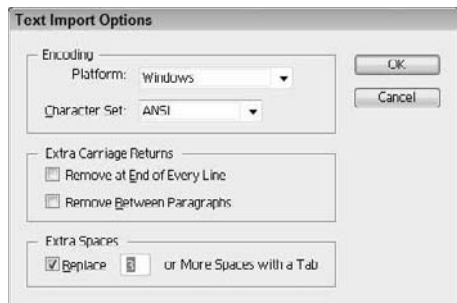 Text Import Options
Encoding
Platform: Windows
Character Set: ANSI
OK
Cancel
Extra Carriage Returns
Remove at End of Every Line
Remove Between Paragraphs
Extra Spaces
Replace 3 or More Spaces with a Tab